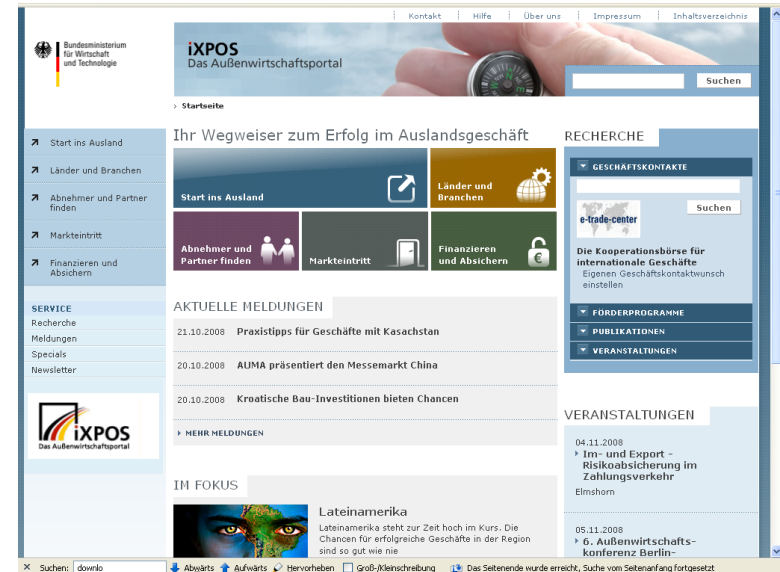 Kontakt Hilfe Über uns Impressum Inhaltsverzeichnis
Bundesministerium
für Wirtschaft
und Technologie
iXPOS
Das Außenwirtschaftsportal
Suchen
› Startseite
Start ins Ausland
Länder und Branchen
Abnehmer und Partner
finden
Markteintritt
Finanzieren und
Absichern
SERVICE
Recherche
Meldungen
Specials
Newsletter
iXPOS
Das Außenwirtschaftsportal
Ihr Wegweiser zum Erfolg im Auslandsgeschäft
Start ins Ausland
Länder und
Branchen
Abnehmer und
Partner finden
Markteintritt
Finanzieren
und Absichern
AKTUELLE MELDUNGEN
21.10.2008 Praxistipps für Geschäfte mit Kasachstan
20.10.2008 AUMA präsentiert den Messemarkt China
20.10.2008 Kroatische Bau-Investitionen bieten Chancen
MEHR MELDUNGEN
IM FOKUS
Lateinamerika
Lateinamerika steht zur Zeit hoch im Kurs. Die
Chancen für erfolgreiche Geschäfte in der Region
sind so gut wie nie
RECHERCHE
GESCHÄFTSKONTAKTE
Suchen
e-trade-center
Die Kooperationsbörse für
internationale Geschäfte
Eigenen Geschäftskontaktwunsch
einstellen
FÖRDERPROGRAMME
PUBLIKATIONEN
VERANSTALTUNGEN
VERANSTALTUNGEN
04.11.2008
Im- und Export -
Risikoabsicherung im
Zahlungsverkehr
Elmshorn
05.11.2008
6. Außenwirtschafts-
konferenz Berlin-
Suchen: downlo Abwärts Aufwärts Hervorheben Groß-/Kleinschreibung Das Seitenende wurde erreicht, Suche vom Seitenanfang fortgesetzt